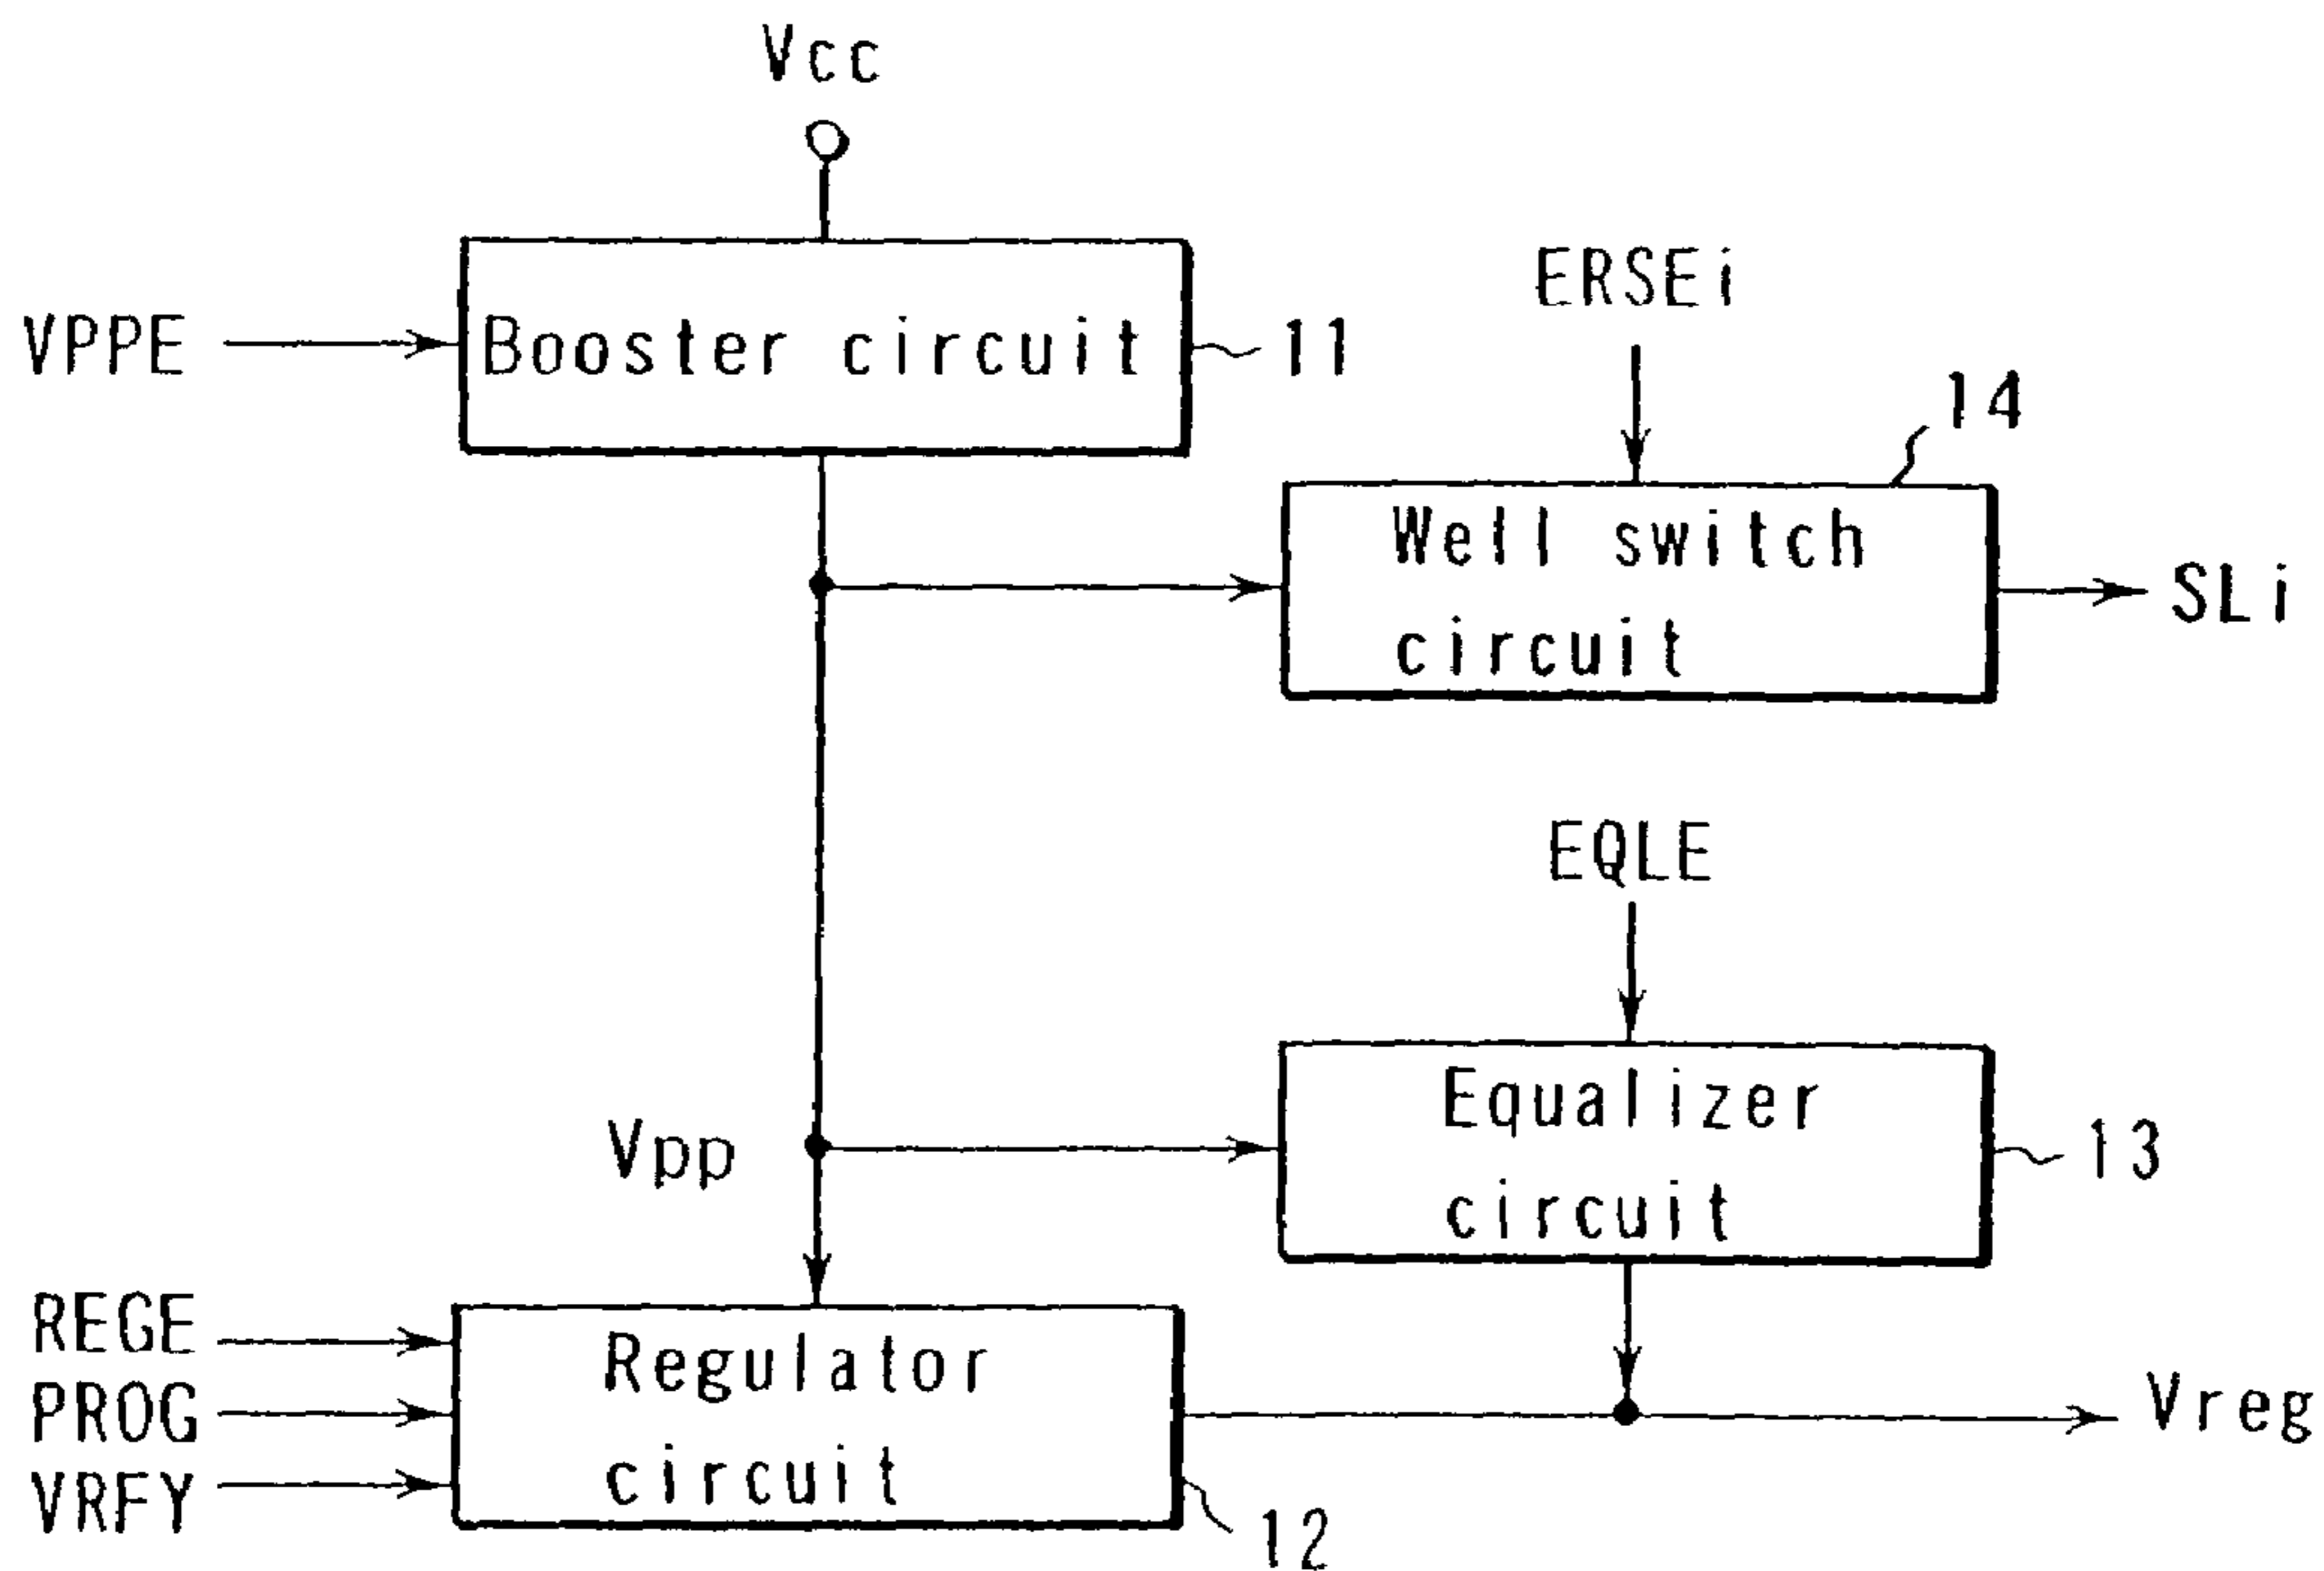 Vcc
VPPE
Booster circuit
11
ERSEi
14
Well switch
circuit
SLi
EQLE
Vpp
Equalizer
circuit
13
REGE
PROG
VRFY
Regulator
circuit
12
Vreg